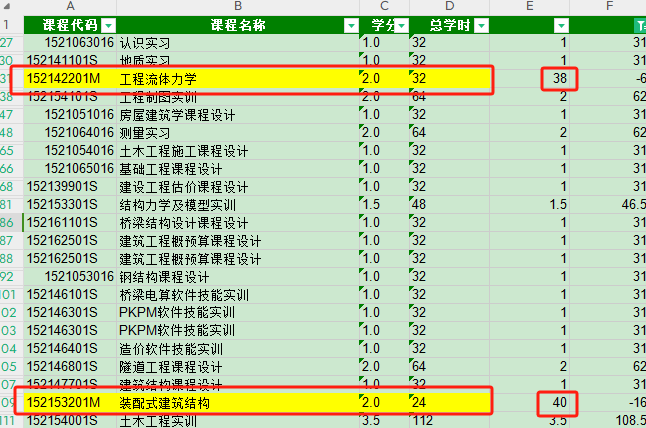 A B C D E F
1 课程代码 课程名称 学分 总学时
27 1521063016 认识实习 1.0 32 1 31
30 152141101S 地质实习 1.0 32 1 31
31 152142201M 工程流体力学 2.0 32 38 -6
38 152154101S 工程制图实训 2.0 64 2 62
47 1521051016 房屋建筑学课程设计 1.0 32 1 31
48 1521064016 测量实习 2.0 64 2 62
65 1521054016 土木工程施工课程设计 1.0 32 1 31
66 1521065016 基础工程课程设计 1.0 32 1 31
68 152139901S 建设工程估价课程设计 1.0 32 1 31
81 152153301S 结构力学及模型实训 1.5 48 1.5 46.5
86 152161101S 桥梁结构设计课程设计 1.0 32 1 31
87 152162501S 建筑工程概预算课程设计 1.0 32 1 31
88 152162501S 建筑工程概预算课程设计 1.0 32 1 31
92 1521053016 钢结构课程设计 1.0 32 1 31
101 152146101S 桥梁电算软件技能实训 1.0 32 1 31
02 152146301S PKPM软件技能实训 1.0 32 1 31
03 152146301S PKPM软件技能实训 1.0 32 1 31
04 152146401S 造价软件技能实训 1.0 32 1 31
05 152146801S 隧道工程课程设计 2.0 64 2 62
07 152147701S 建筑结构课程设计 1.0 32 1 31
09 152153201M 装配式建筑结构 2.0 24 40 -16
111 152154001S 土木工程实训 3.5 112 3.5 108.5